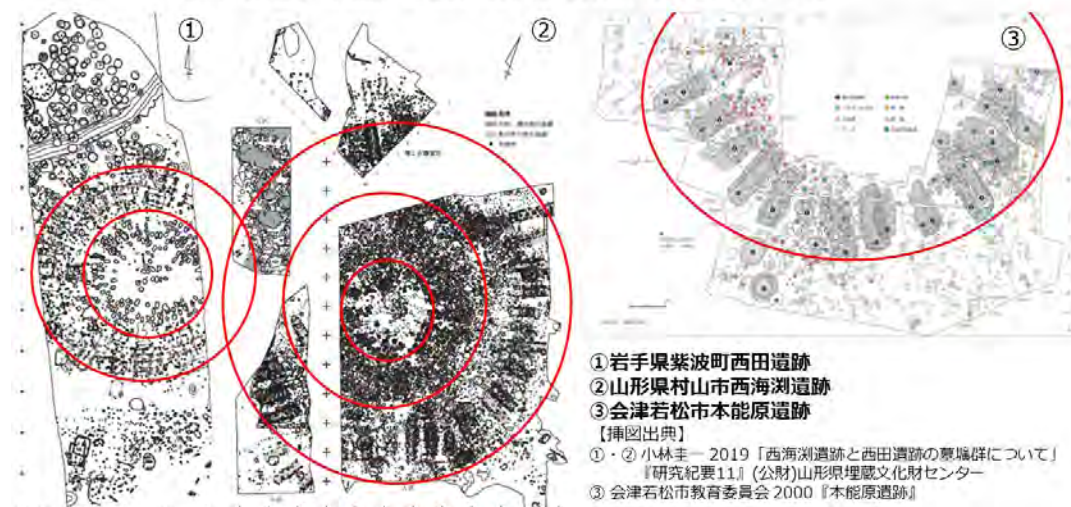 ①
②
③
①岩手県紫波町西田遺跡
②山形県村山市西海渕遺跡
③会津若松市本能原遺跡
【挿図出典】
①・② 小林圭一 2019「西海渕遺跡と西田遺跡の墓壙群について」
『研究紀要11』(公財)山形県埋蔵文化財センター
③ 会津若松市教育委員会 2000『本能原遺跡』